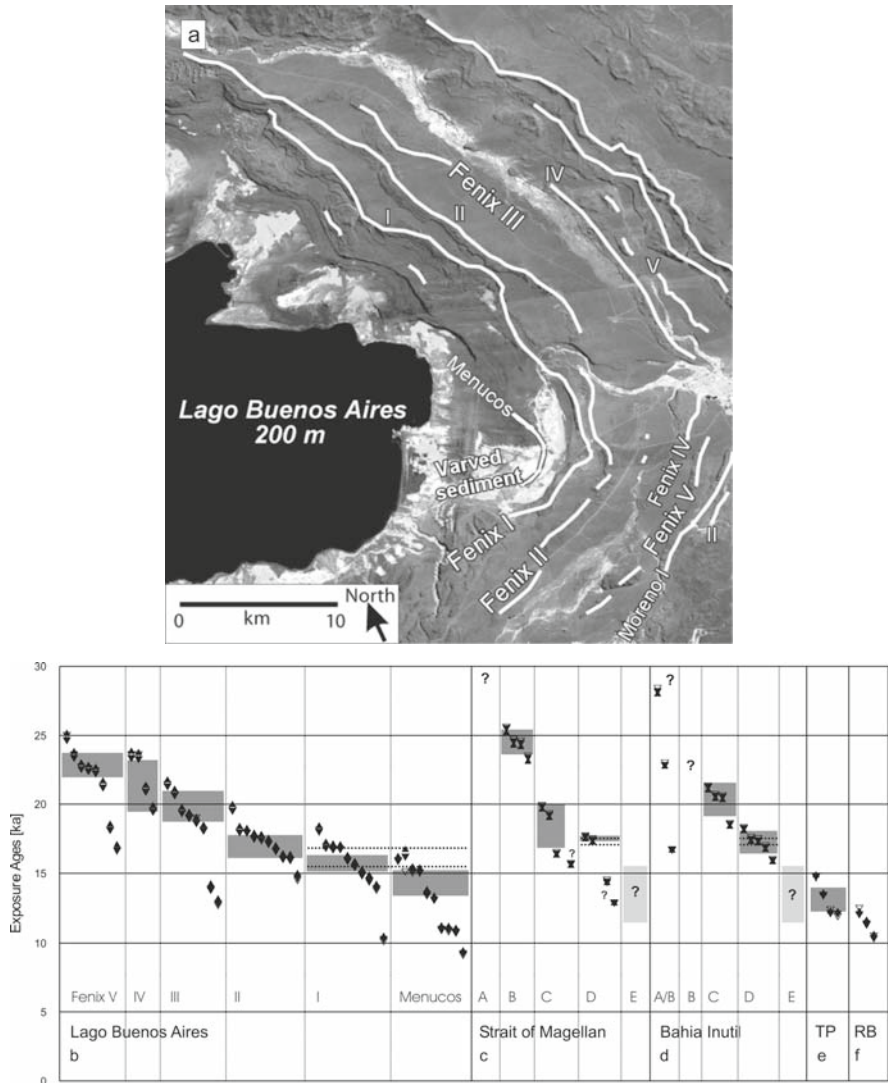 a
IV
Fenix III
II
I
V
Menucos
Lago Buenos Aires
200 m
Varved
sediment
Fenix IV
Fenix V
Fenix I
II
Fenix II
Moreno I
North
0 10
km
30
25
20
15
10
5
0
Exposure Ages [ka]
? ? ? ? ? ? ?
Fenix V IV III II I Menucos A B C D E A/B B C D E
Lago Buenos Aires Strait of Magellan Bahia Inutil TP RB
b c d e f